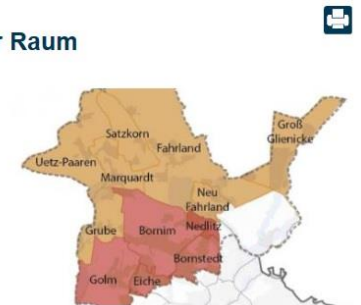 r Raum
Groß
Glienicke
Satzkorn
Fahrland
Uetz-Paaren
Marquardt
Neu
Fahrland
Grube
Bornim
Nedlitz
Bornstedt
Golm
Eiche